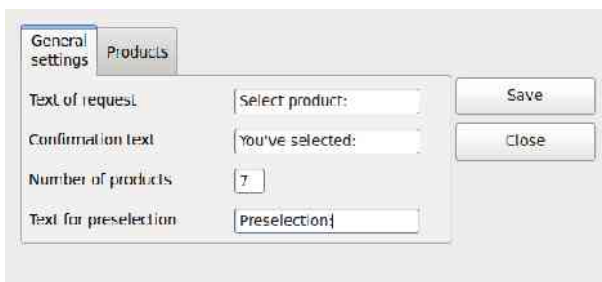 General
settings
Products
Text of request
Select product:
Save
Confirmation text
You've selected:
Close
Number of products
7
Text for preselection
Preselection: